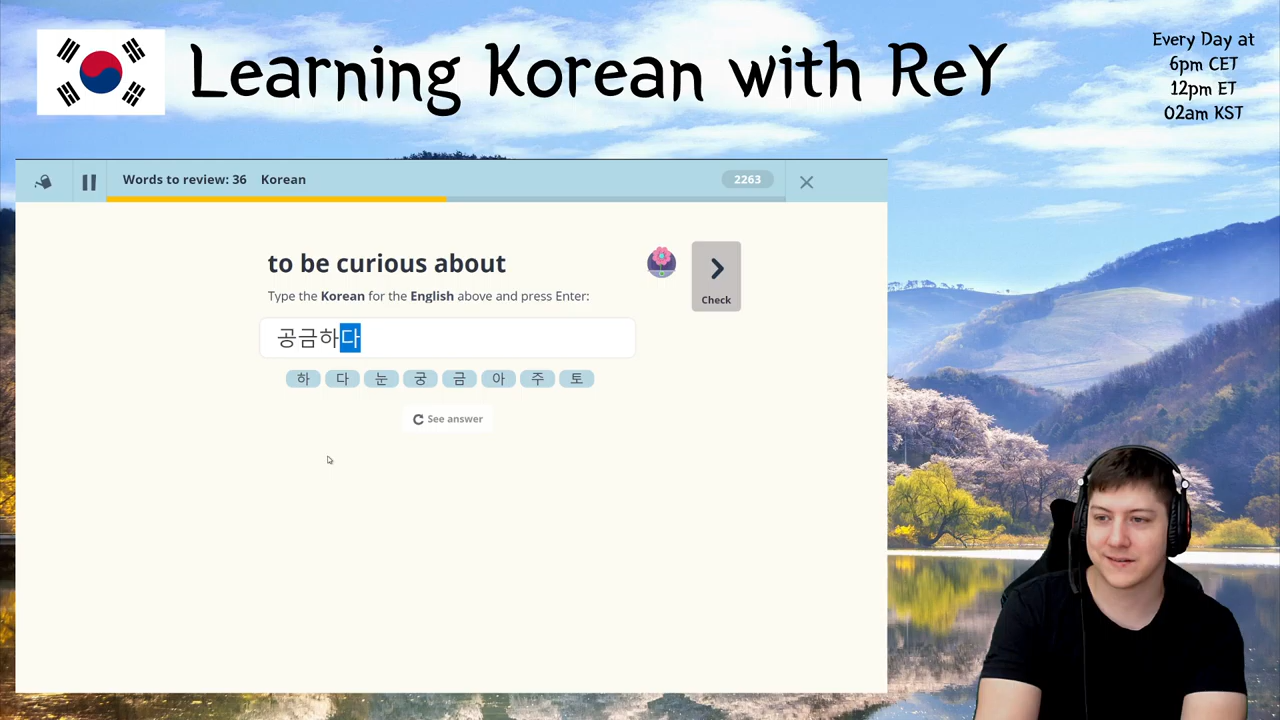 Learning Korean with ReY
Every Day at
6pm CET
12pm ET
02am KST
Words to review: 36 Korean
2263
to be curious about
Type the Korean for the English above and press Enter:
Check
공금하다
하 다 눈 궁 금 아 주 토
See answer